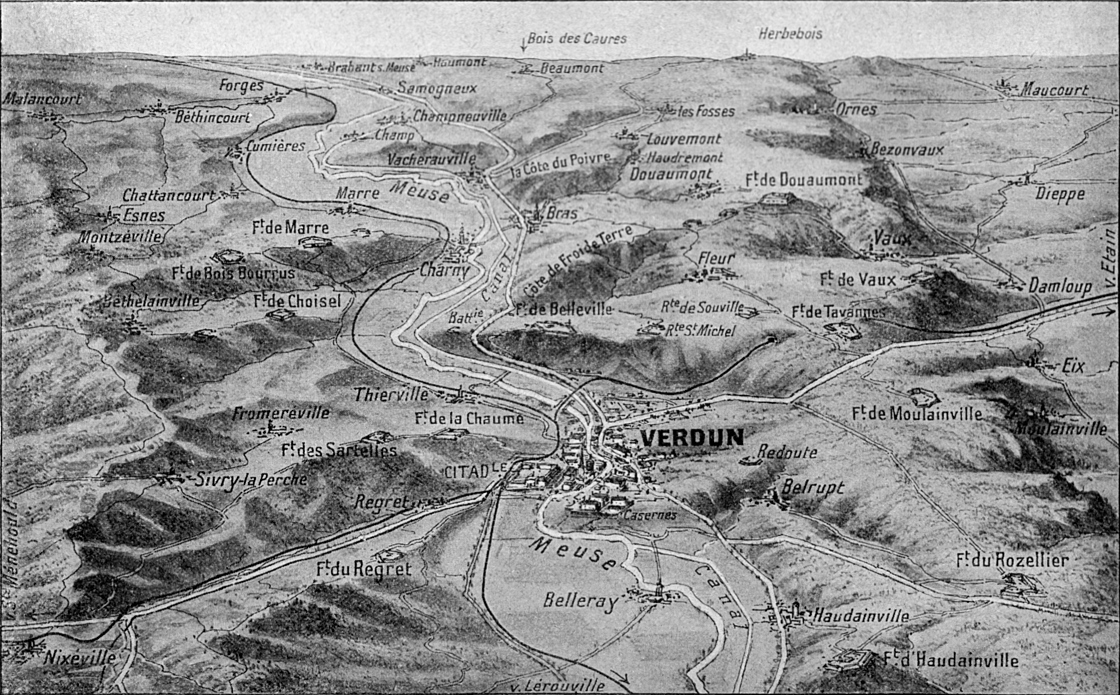 Bois des Caures
Herbebois
Brabant s. Meuse
Haumont
Beaumont
Forges
Samogneux
Maucourt
Malancourt
Béthincourt
Champneuville
les Fosses
Ornes
Champ
Louvemont
Cumières
Vacherauville
la Côte du Poivre
Haudremont
Bezonvaux
Douaumont
Ft. de Douaumont
Chattancourt
Marre
Meuse
Dieppe
Esnes
Bras
Montzéville
Ft. de Marre
Côte de Froide Terre
Vaux
v. Etain
Charny
Canal
Fleur
Ft. de Bois Bourrus
Ft. de Vaux
Damloup
Béthelainville
Ft. de Choisel
Battie
Ft. de Belleville
Rte de Souville
Ft. de Tavannes
Rte St. Michel
Eix
Thierville
Fromeréville
Ft. de la Chaume
Ft. de Moulainville
Moulainville
Ft. des Sartelles
VERDUN
CITADLE
Redoute
Sivry-la Perche
Belrupt
Regret
Casernes
Meuse
Ft. du Regret
Canal
Ft. du Rozellier
Belleray
Haudainville
Nixéville
Ft. d'Haudainville
v. Lérouville